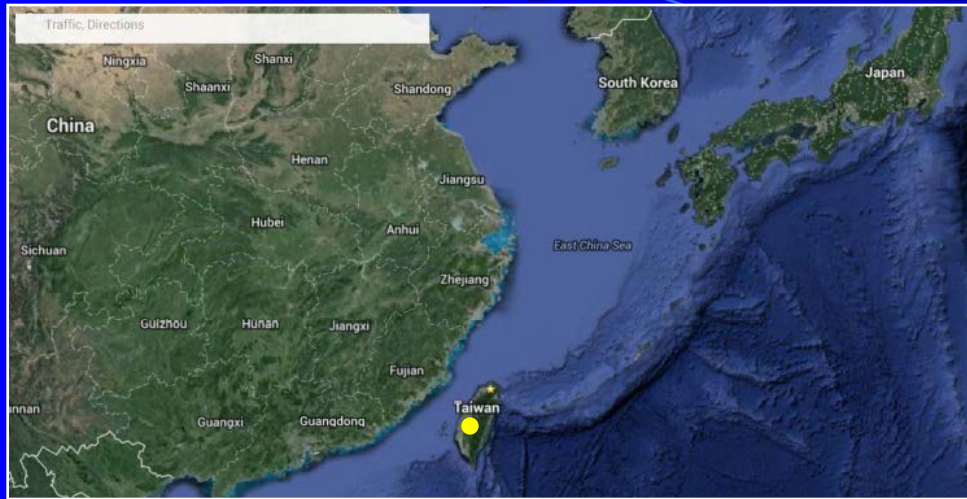 Traffic, Directions
Ningxia
Shanxi
Shaanxi
Shandong
South Korea
Japan
China
Henan
Jiangsu
Hubei
Anhui
Sichuan
East China Sea
Zhejiang
Guizhou
Hunan
Jiangxi
Fujian
Taiwan
nnan
Guangxi
Guangdong